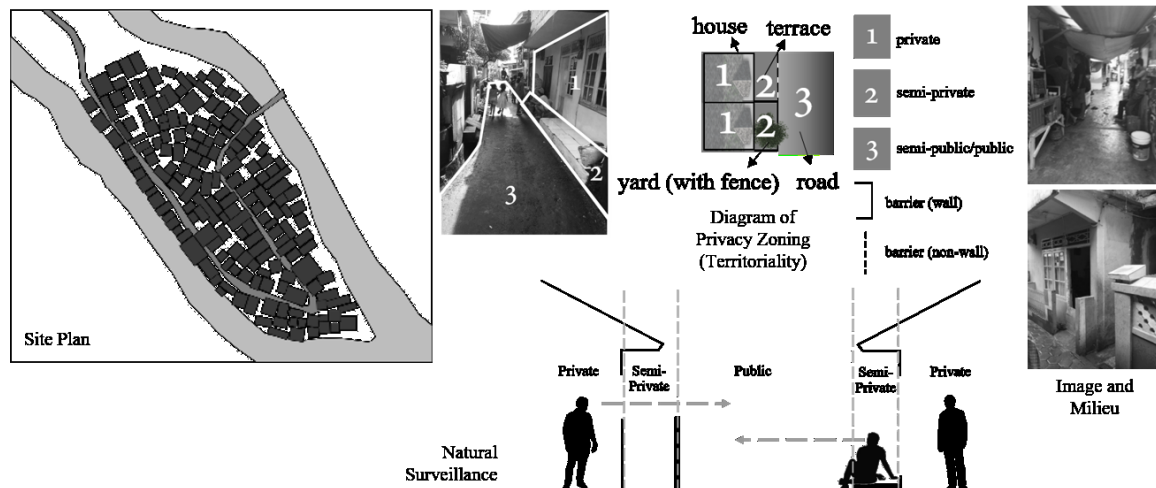 Site Plan
1
2
2
3
house
terrace
1
2
3
1
2
yard (with fence)
road
Diagram of
Privacy Zoning
(Territoriality)
1
private
2
semi-private
3
semi-public/public
barrier (wall)
barrier (non-wall)
Image and
Milieu
Private
Semi-
Private
Public
Semi-
Private
Private
Natural
Surveillance